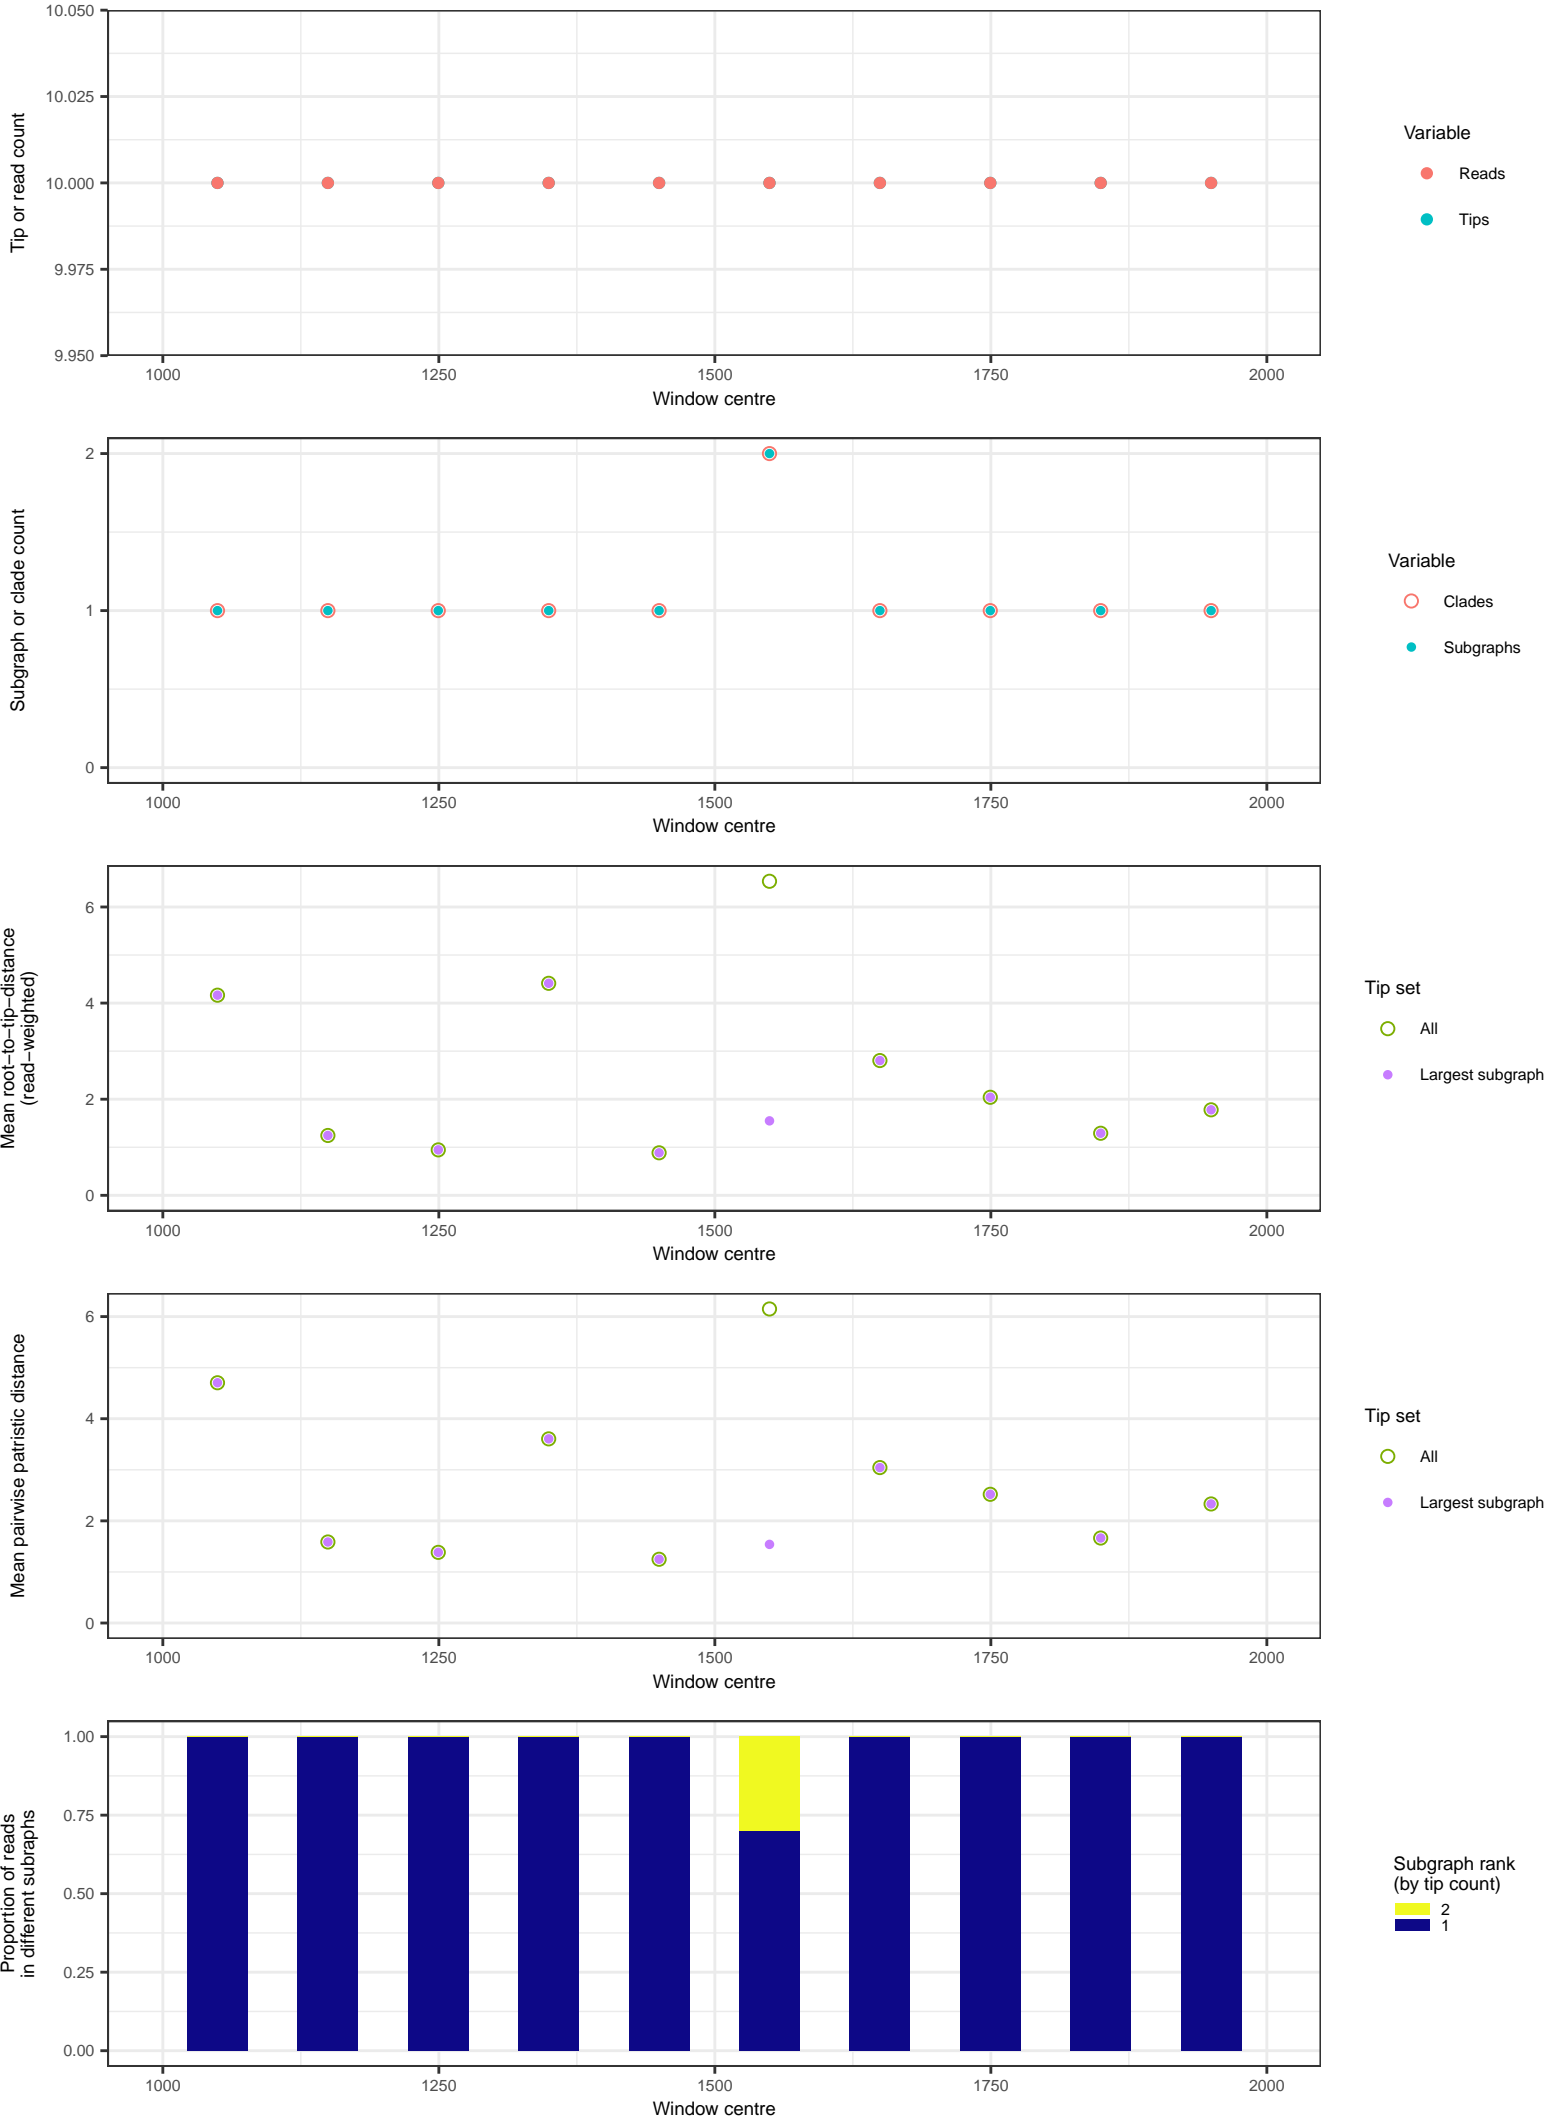 10.050
10.025
10.000
9.975
9.950
Tip or read count
1000 1250 1500 1750 2000
Window centre
Variable
Reads
Tips
2
1
0
Subgraph or clade count
1000 1250 1500 1750 2000
Window centre
Variable
Clades
Subgraphs
6
4
2
0
Mean root−to−tip−distance
(read−weighted)
1000 1250 1500 1750 2000
Window centre
Tip set
All
Largest subgraph
6
4
2
0
Mean pairwise patristic distance
1000 1250 1500 1750 2000
Window centre
Tip set
All
Largest subgraph
1.00
0.75
0.50
0.25
0.00
Proportion of reads
in different subraphs
1000 1250 1500 1750 2000
Window centre
Subgraph rank
(by tip count)
2
1